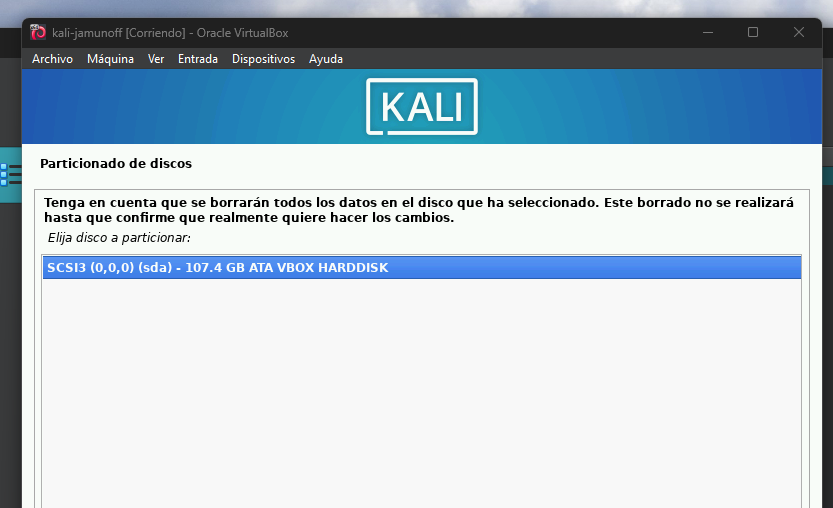 kali-jamunoff [Corriendo] - Oracle VirtualBox
Archivo Máquina Ver Entrada Dispositivos Ayuda
KALI
Particionado de discos
Tenga en cuenta que se borrarán todos los datos en el disco que ha seleccionado. Este borrado no se realizará
hasta que confirme que realmente quiere hacer los cambios.
Elija disco a particionar:
SCSI3 (0,0,0) (sda) - 107.4 GB ATA VBOX HARDDISK